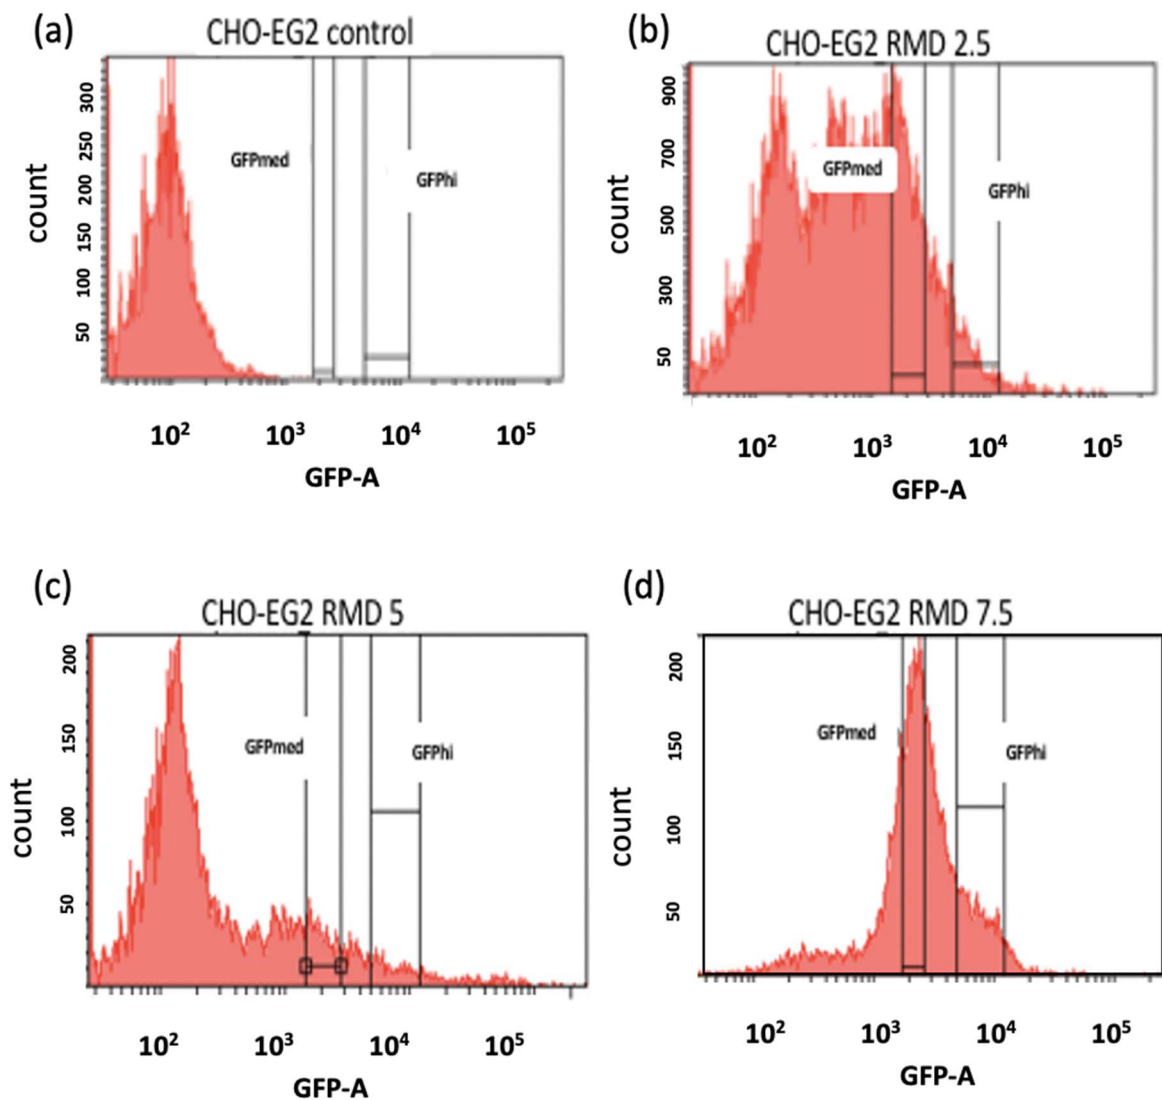 (a)
CHO-EG2 control
300
250
200
150
100
50
count
GFPmed
GFPhi
10²
10³
10⁴
10⁵
GFP-A
(b)
CHO-EG2 RMD 2.5
900
700
500
300
50
count
GFPmed
GFPhi
10²
10³
10⁴
10⁵
GFP-A
(c)
CHO-EG2 RMD 5
200
150
100
50
count
GFPmed
GFPhi
10²
10³
10⁴
10⁵
GFP-A
(d)
CHO-EG2 RMD 7.5
200
150
100
50
count
GFPmed
GFPhi
10²
10³
10⁴
10⁵
GFP-A